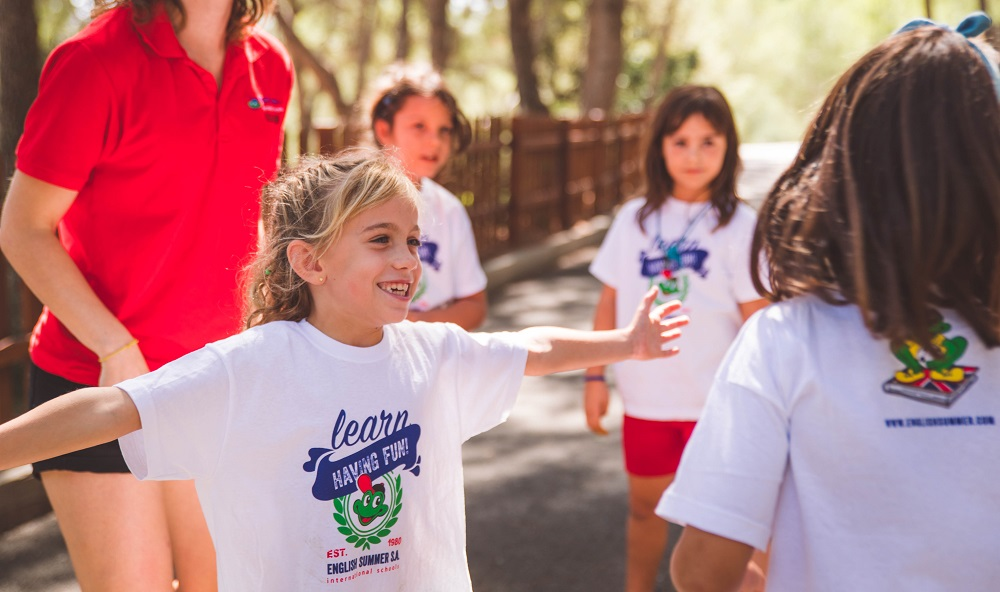 learn
HAVING FUN!
EST. 1980
ENGLISH SUMMER S.A.
international schools
WWW.ENGLISHSUMMER.COM